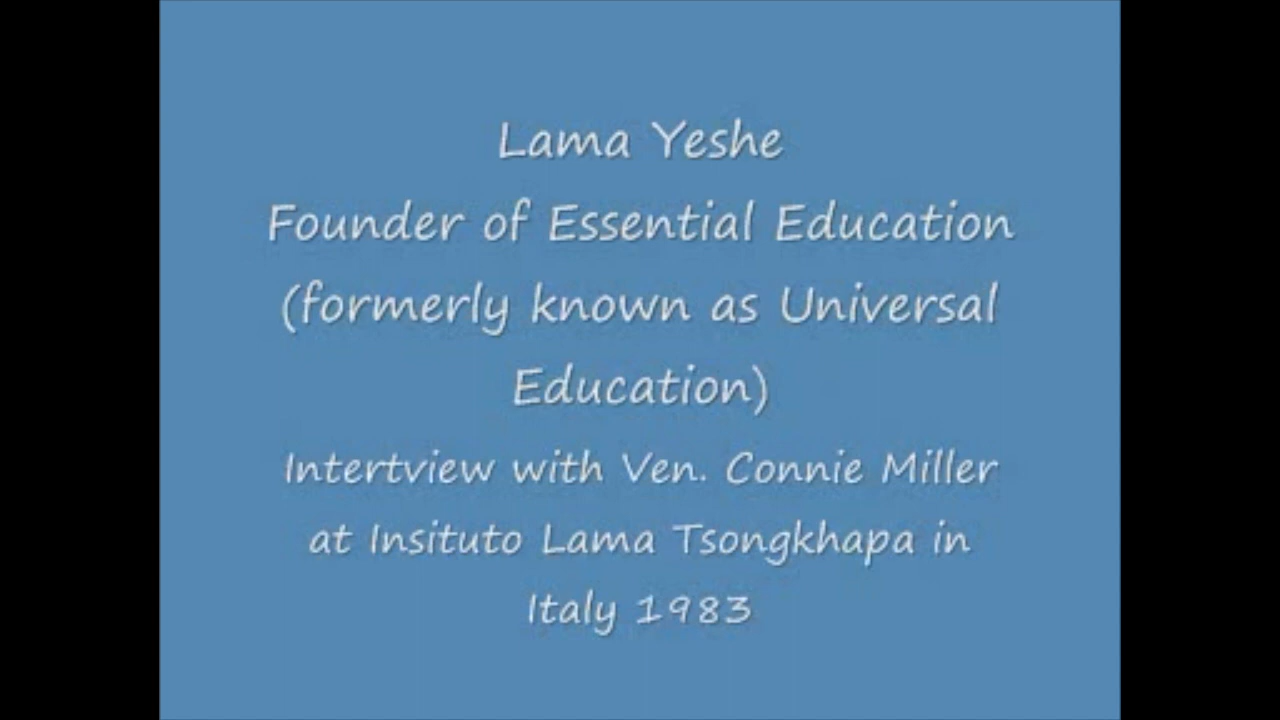 Lama Yeshe
Founder of Essential Education
(formerly known as Universal
Education)
Intertview with Ven. Connie Miller
at Insituto Lama Tsongkhapa in
Italy 1983